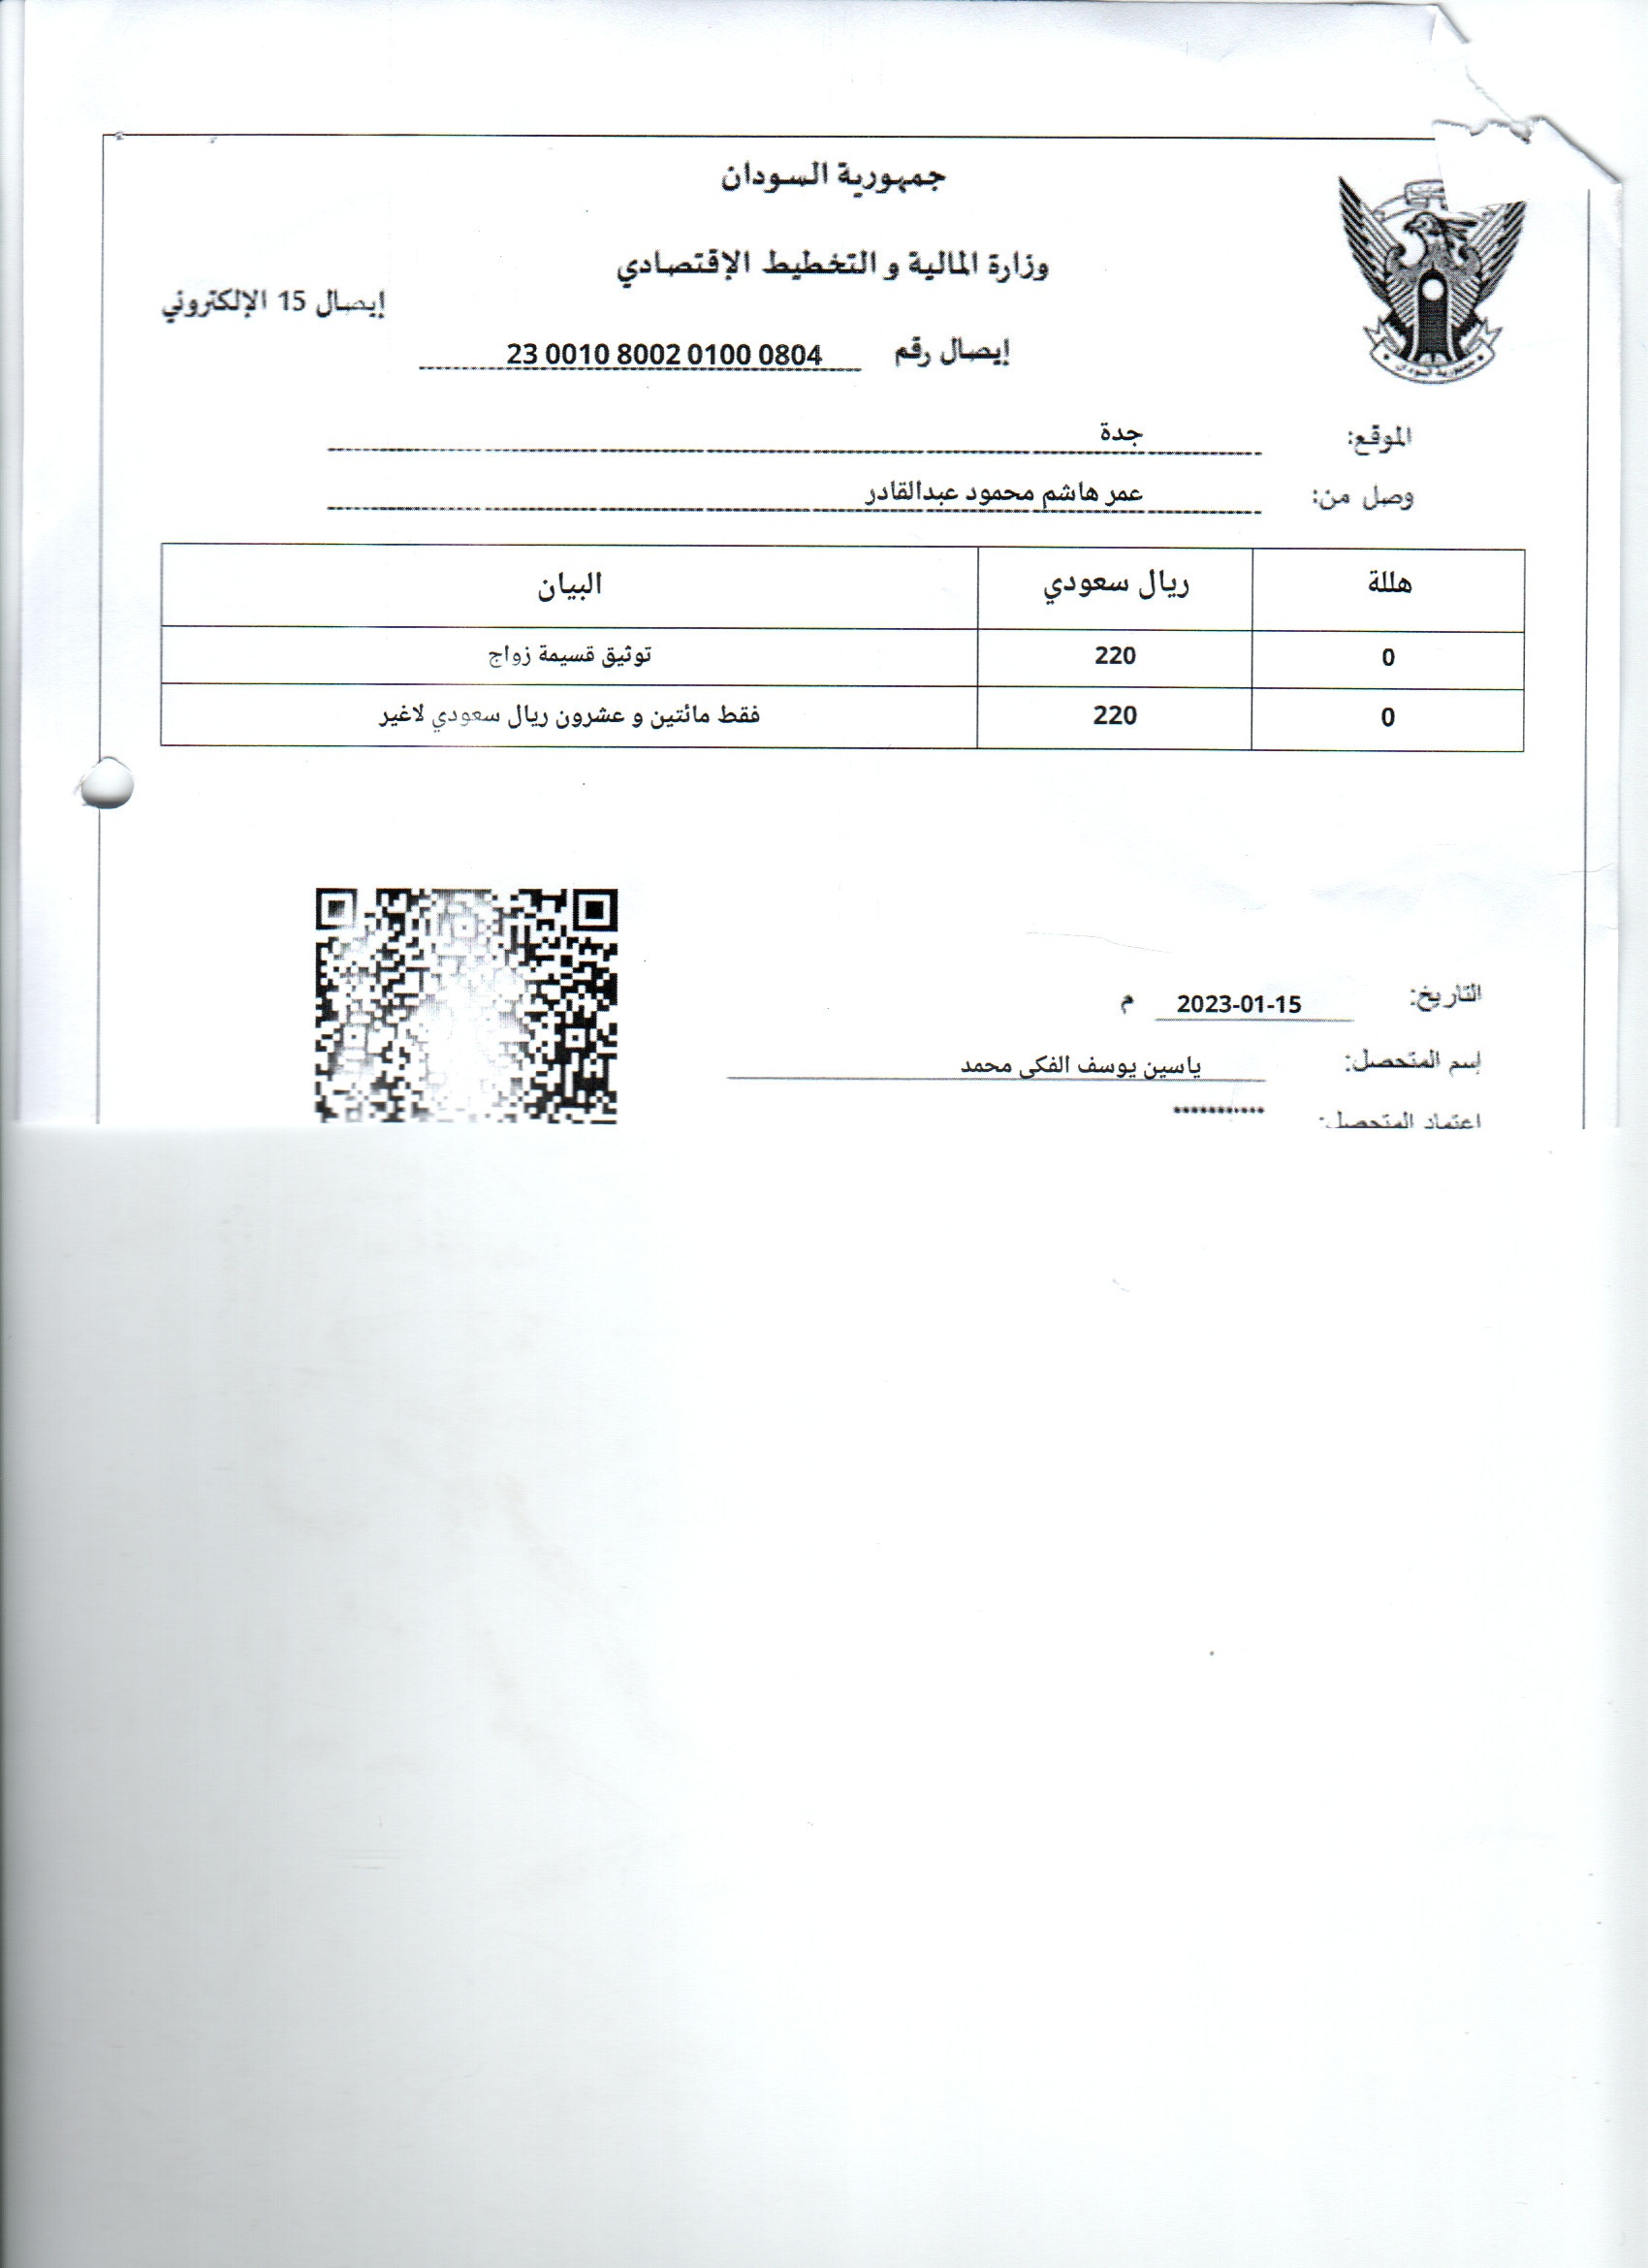 جمهورية السودان
وزارة المالية و التخطيط الإقتصادي
إيصال 15 الإلكتروني
إيصال رقم 23 0010 8002 0100 0804
الموقع: جدة
وصل من: عمر هاشم محمود عبدالقادر
هللة ريال سعودي البيان
0 220 توثيق قسيمة زواج
0 220 فقط مائتين و عشرون ريال سعودي لاغير
التاريخ: 2023-01-15 م
إسم المتحصل: ياسين يوسف الفكي محمد
اعتماد المتحصل: ***********